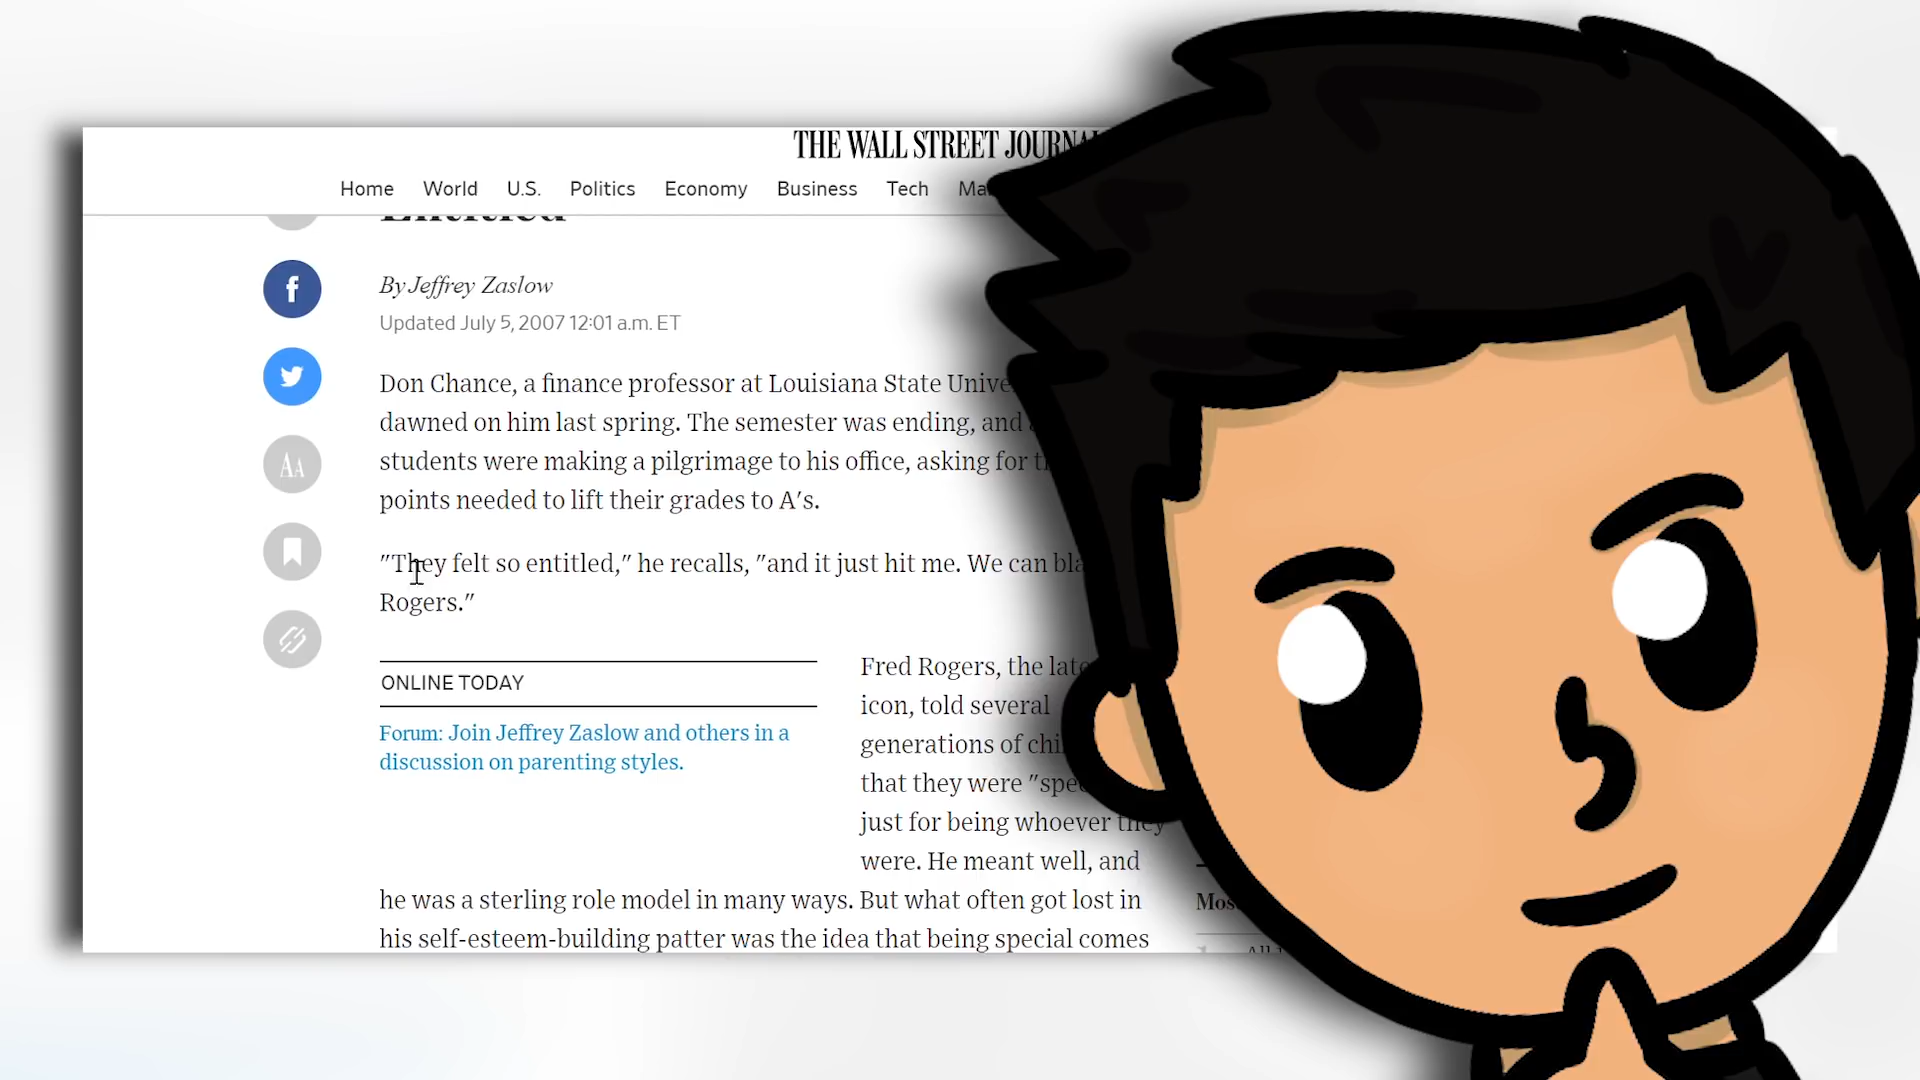 THE WALL STREET JOURNAL
Home World U.S. Politics Economy Business Tech
Entitled
By Jeffrey Zaslow
Updated July 5, 2007 12:01 a.m. ET
Don Chance, a finance professor at Louisiana State
dawned on him last spring. The semester was ending, and
students were making a pilgrimage to his office, asking for
points needed to lift their grades to A's.
"They felt so entitled," he recalls, "and it just hit me. We can
Rogers."
ONLINE TODAY
Forum: Join Jeffrey Zaslow and others in a
discussion on parenting styles.
Fred Rogers, the late
icon, told several
generations of
that they were
just for being whoever they
were. He meant well, and
he was a sterling role model in many ways. But what often got lost in
his self-esteem-building patter was the idea that being special comes